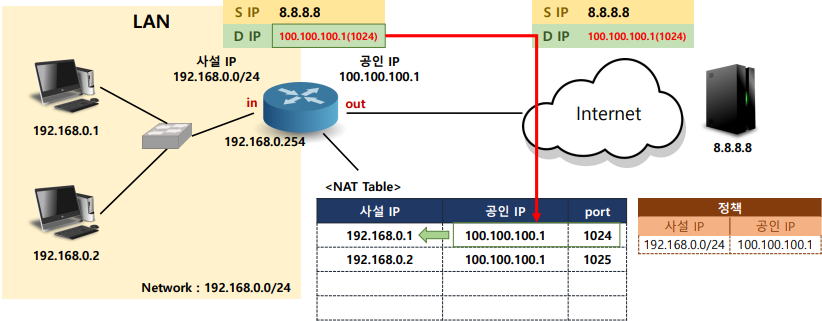 LAN
S IP 8.8.8.8
D IP 100.100.100.1(1024)
S IP 8.8.8.8
D IP 100.100.100.1(1024)
사설 IP
192.168.0.0/24
공인 IP
100.100.100.1
in
out
192.168.0.1
192.168.0.254
Internet
8.8.8.8
<NAT Table>
사설 IP 공인 IP port
192.168.0.1 100.100.100.1 1024
192.168.0.2 100.100.100.1 1025
정책
사설 IP 공인 IP
192.168.0.0/24 100.100.100.1
192.168.0.2
Network : 192.168.0.0/24